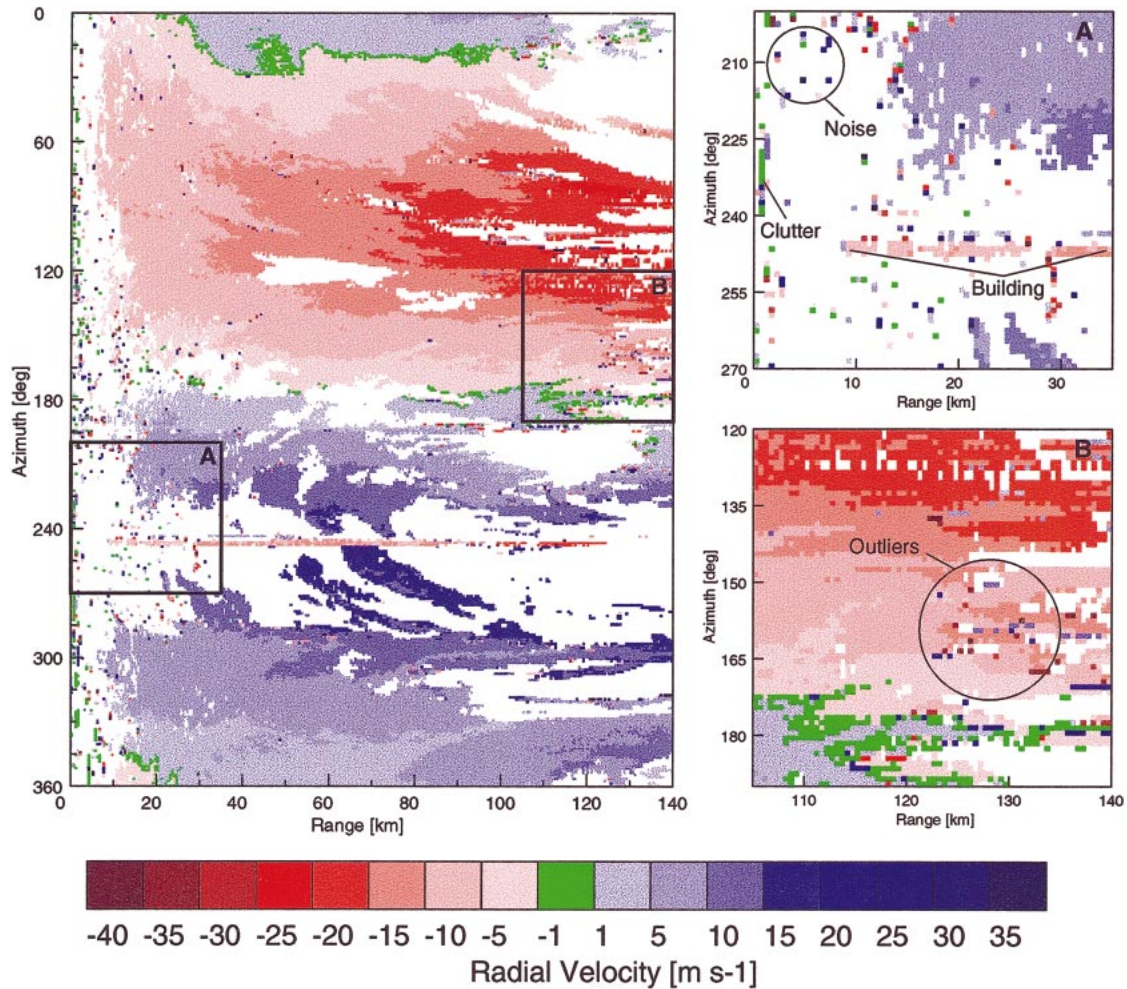 0
60
120
180
240
300
360
Azimuth [deg]
A
B
0 20 40 60 80 100 120 140
Range [km]
A
210
225
240
255
270
Azimuth [deg]
Noise
Clutter
Building
0 10 20 30
Range [km]
B
120
135
150
165
180
Azimuth [deg]
Outliers
110 120 130 140
Range [km]
-40 -35 -30 -25 -20 -15 -10 -5 -1 1 5 10 15 20 25 30 35
Radial Velocity [m s-1]